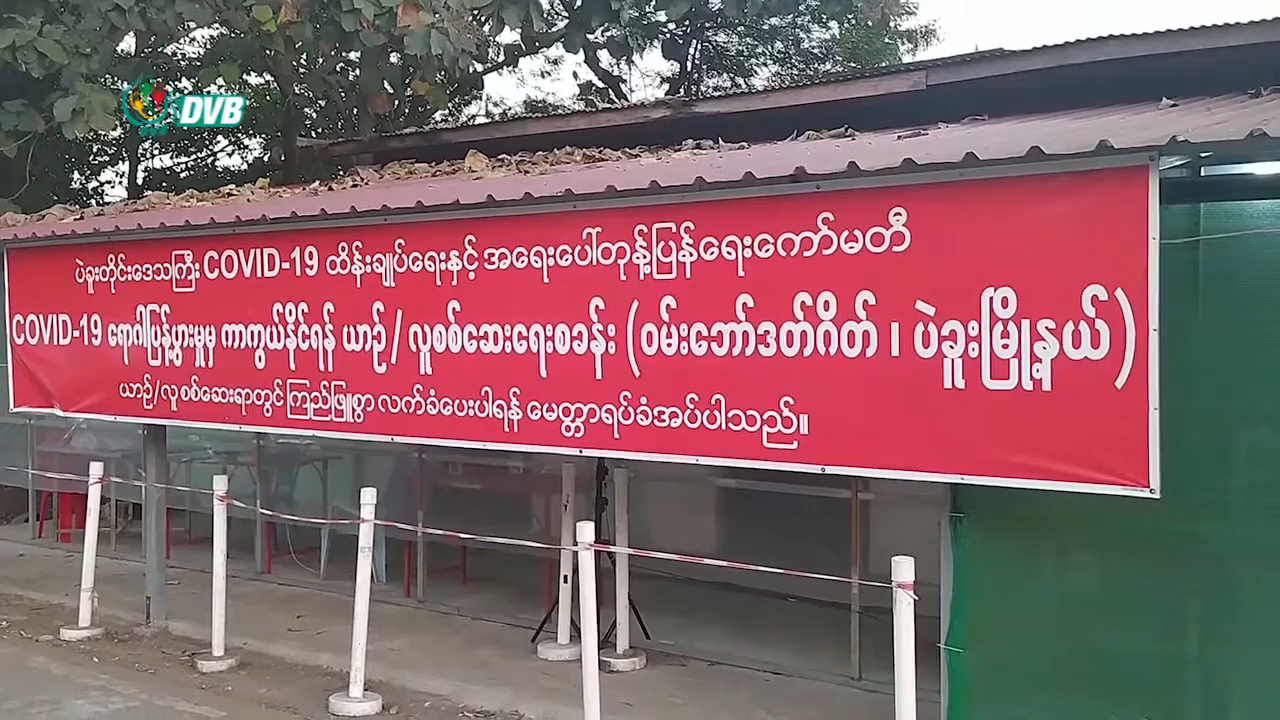 DVB
ပဲခူးတိုင်းဒေသကြီး COVID-19 ထိန်းချုပ်ရေးနှင့် အရေးပေါ်တုန့်ပြန်ရေးကော်မတီ
COVID-19 ရောဂါပြန့်ပွားမှုမှ ကာကွယ်နိုင်ရန် ယာဉ်/လူစစ်ဆေးရေးစခန်း (ဝမ်းဘော်ဒတ်ဂိတ်၊ ပဲခူးမြို့နယ်)
ယာဉ်/လူစစ်ဆေးရာတွင် ကြည်ဖြူစွာ လက်ခံပေးပါရန် မေတ္တာရပ်ခံအပ်ပါသည်။